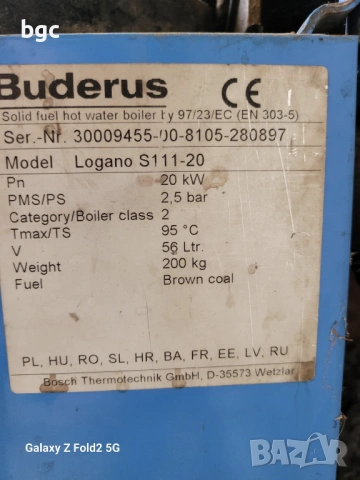 bgc
Buderus CE
Solid fuel hot water boiler by 97/23/EC (EN 303-5)
Ser.-Nr. 30009455-00-8105-280897
Model Logano S111-20
Pn 20 kW
PMS/PS 2,5 bar
Category/Boiler class 2
Tmax/TS 95 °C
V 56 Ltr.
Weight 200 kg
Fuel Brown coal
PL, HU, RO, SL, HR, BA, FR, EE, LV, RU
Bosch Thermotechnik GmbH, D-35573 Wetzlar
Galaxy Z Fold2 5G
BAZAR